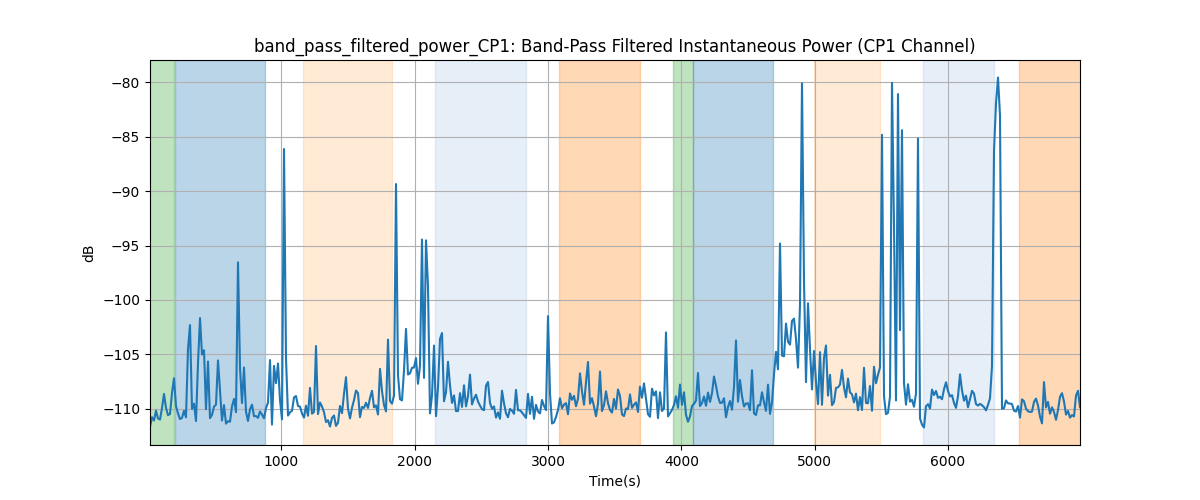 band_pass_filtered_power_CP1: Band-Pass Filtered Instantaneous Power (CP1 Channel)
−80
−85
−90
−95
−100
−105
−110
dB
1000 2000 3000 4000 5000 6000
Time(s)